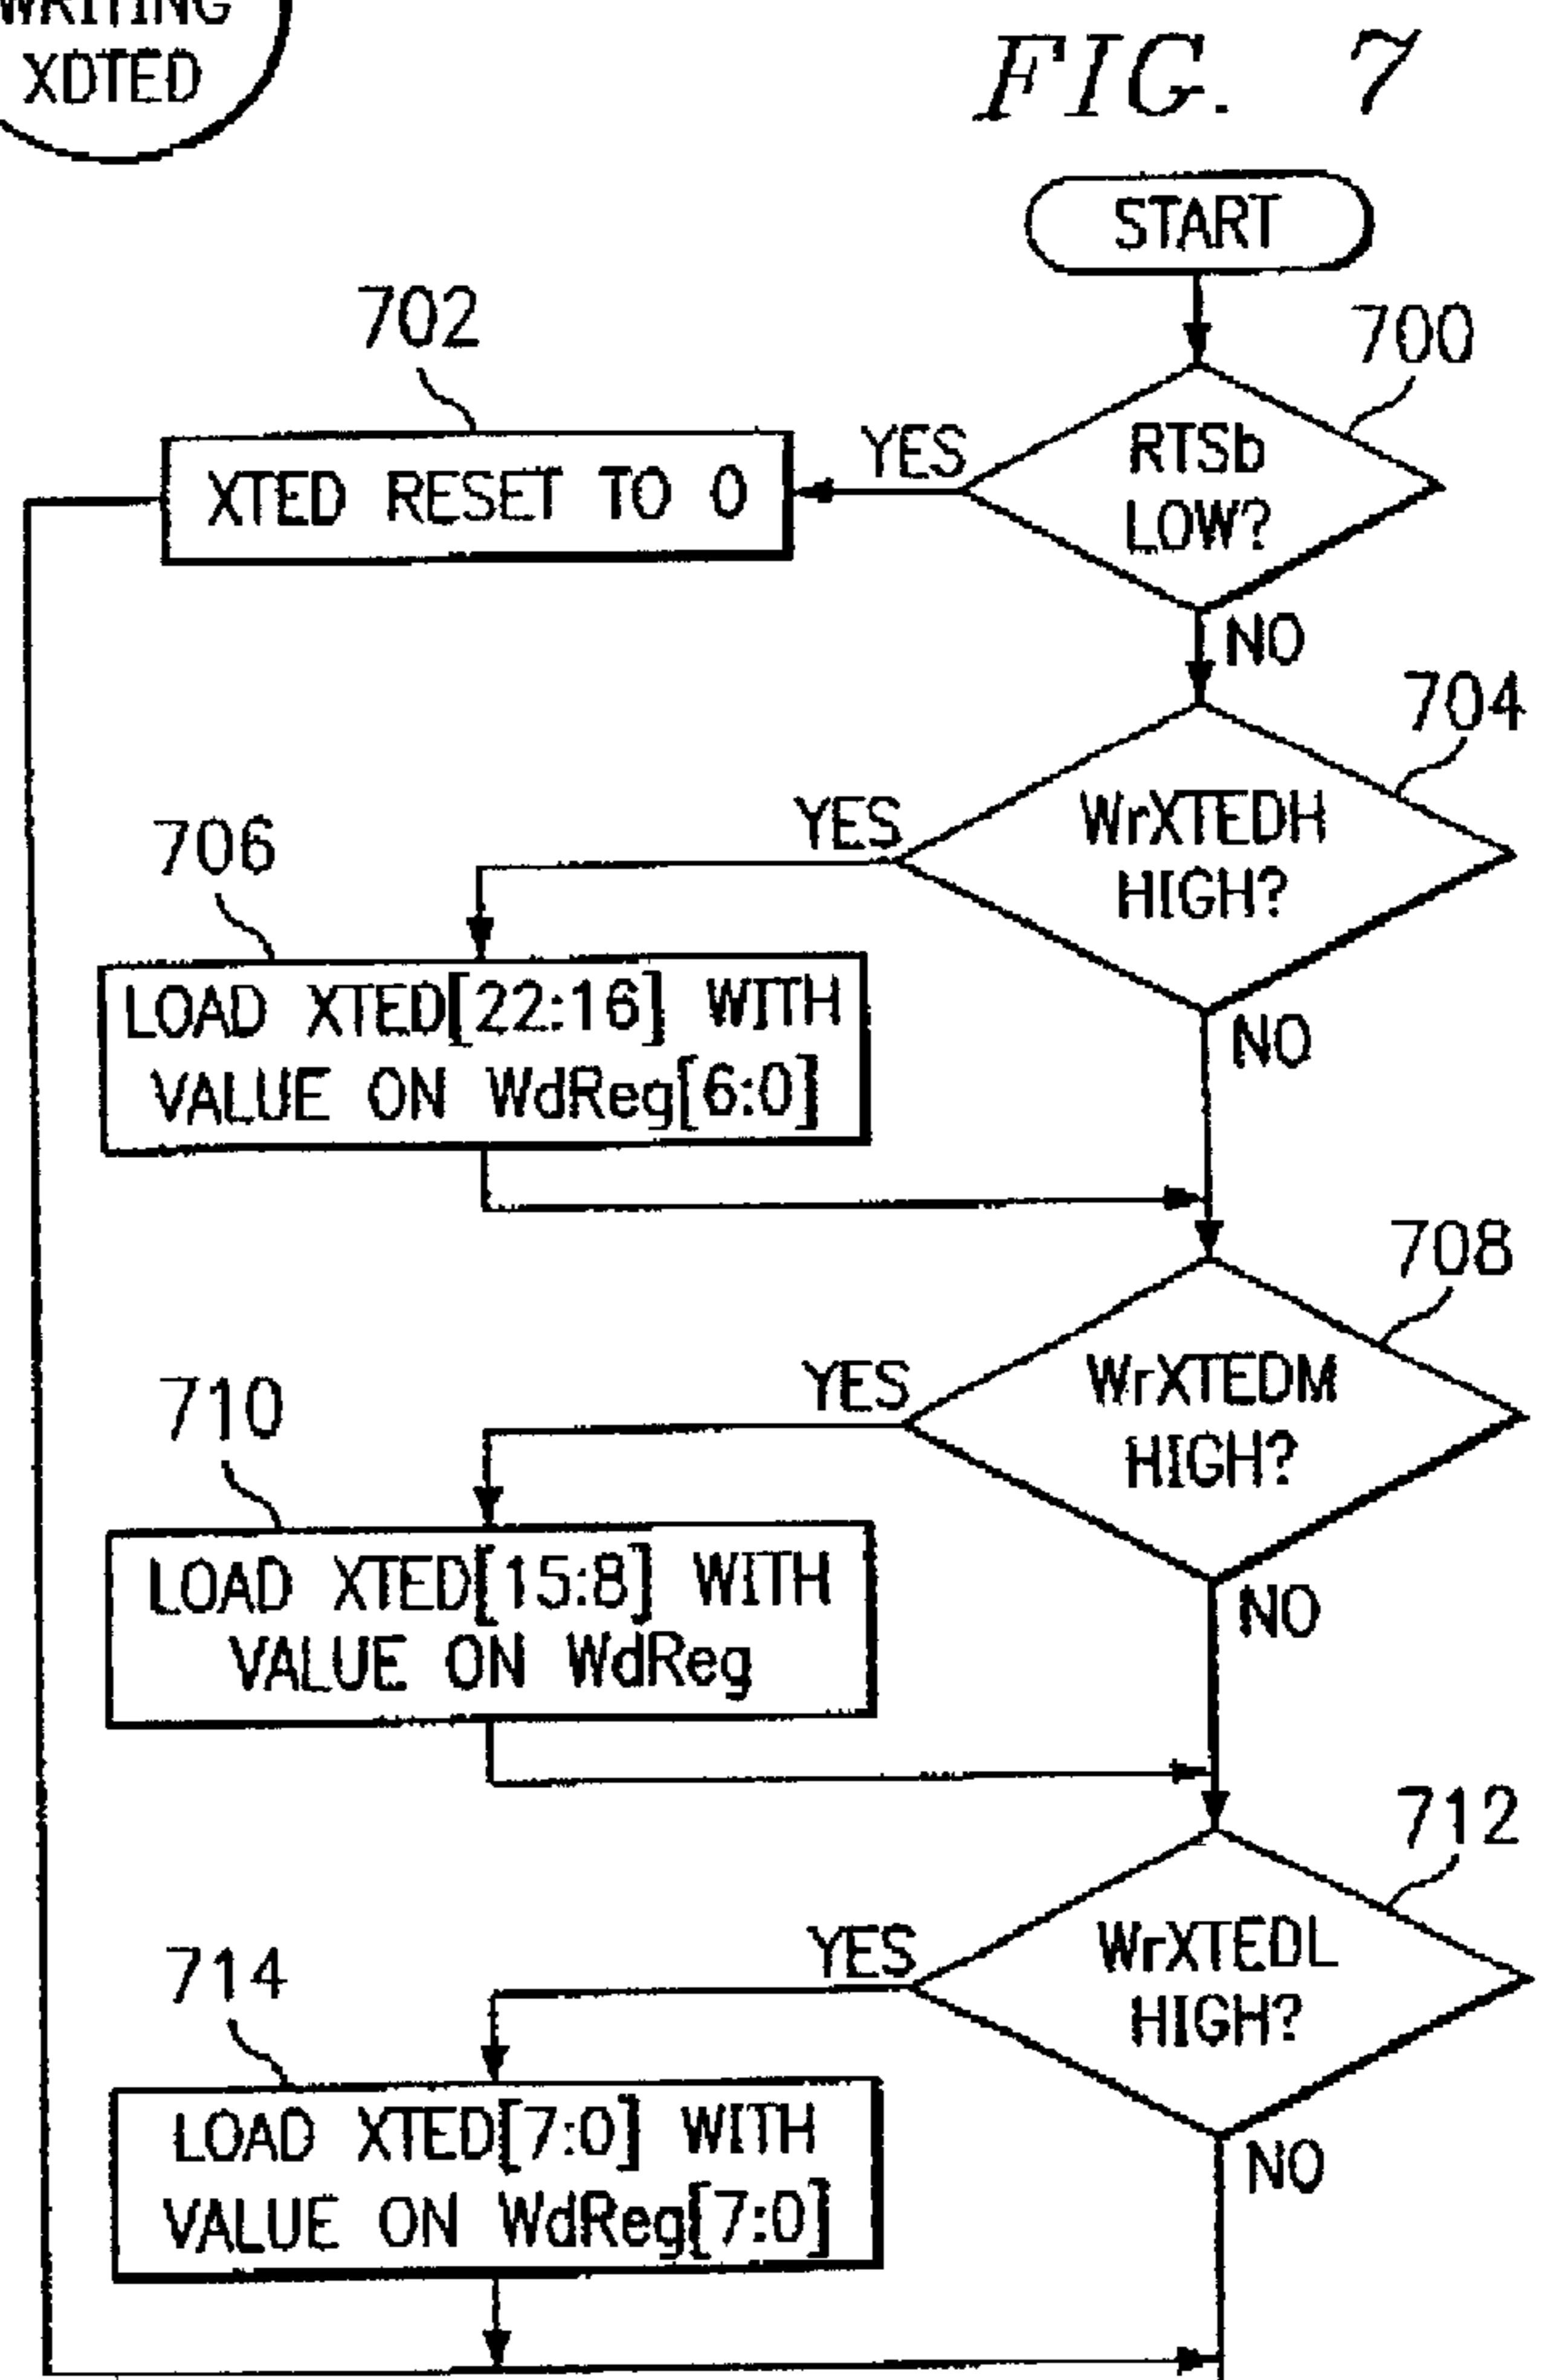 WRITING
XDTED
FIG. 7
START
700
RTSb
LOW?
YES
NO
702
XTED RESET TO 0
704
WrXTEDH
HIGH?
YES
NO
706
LOAD XTED[22:16] WITH
VALUE ON WdReg[6:0]
708
WrXTEDM
HIGH?
YES
NO
710
LOAD XTED[15:8] WITH
VALUE ON WdReg
712
WrXTEDL
HIGH?
YES
NO
714
LOAD XTED[7:0] WITH
VALUE ON WdReg[7:0]